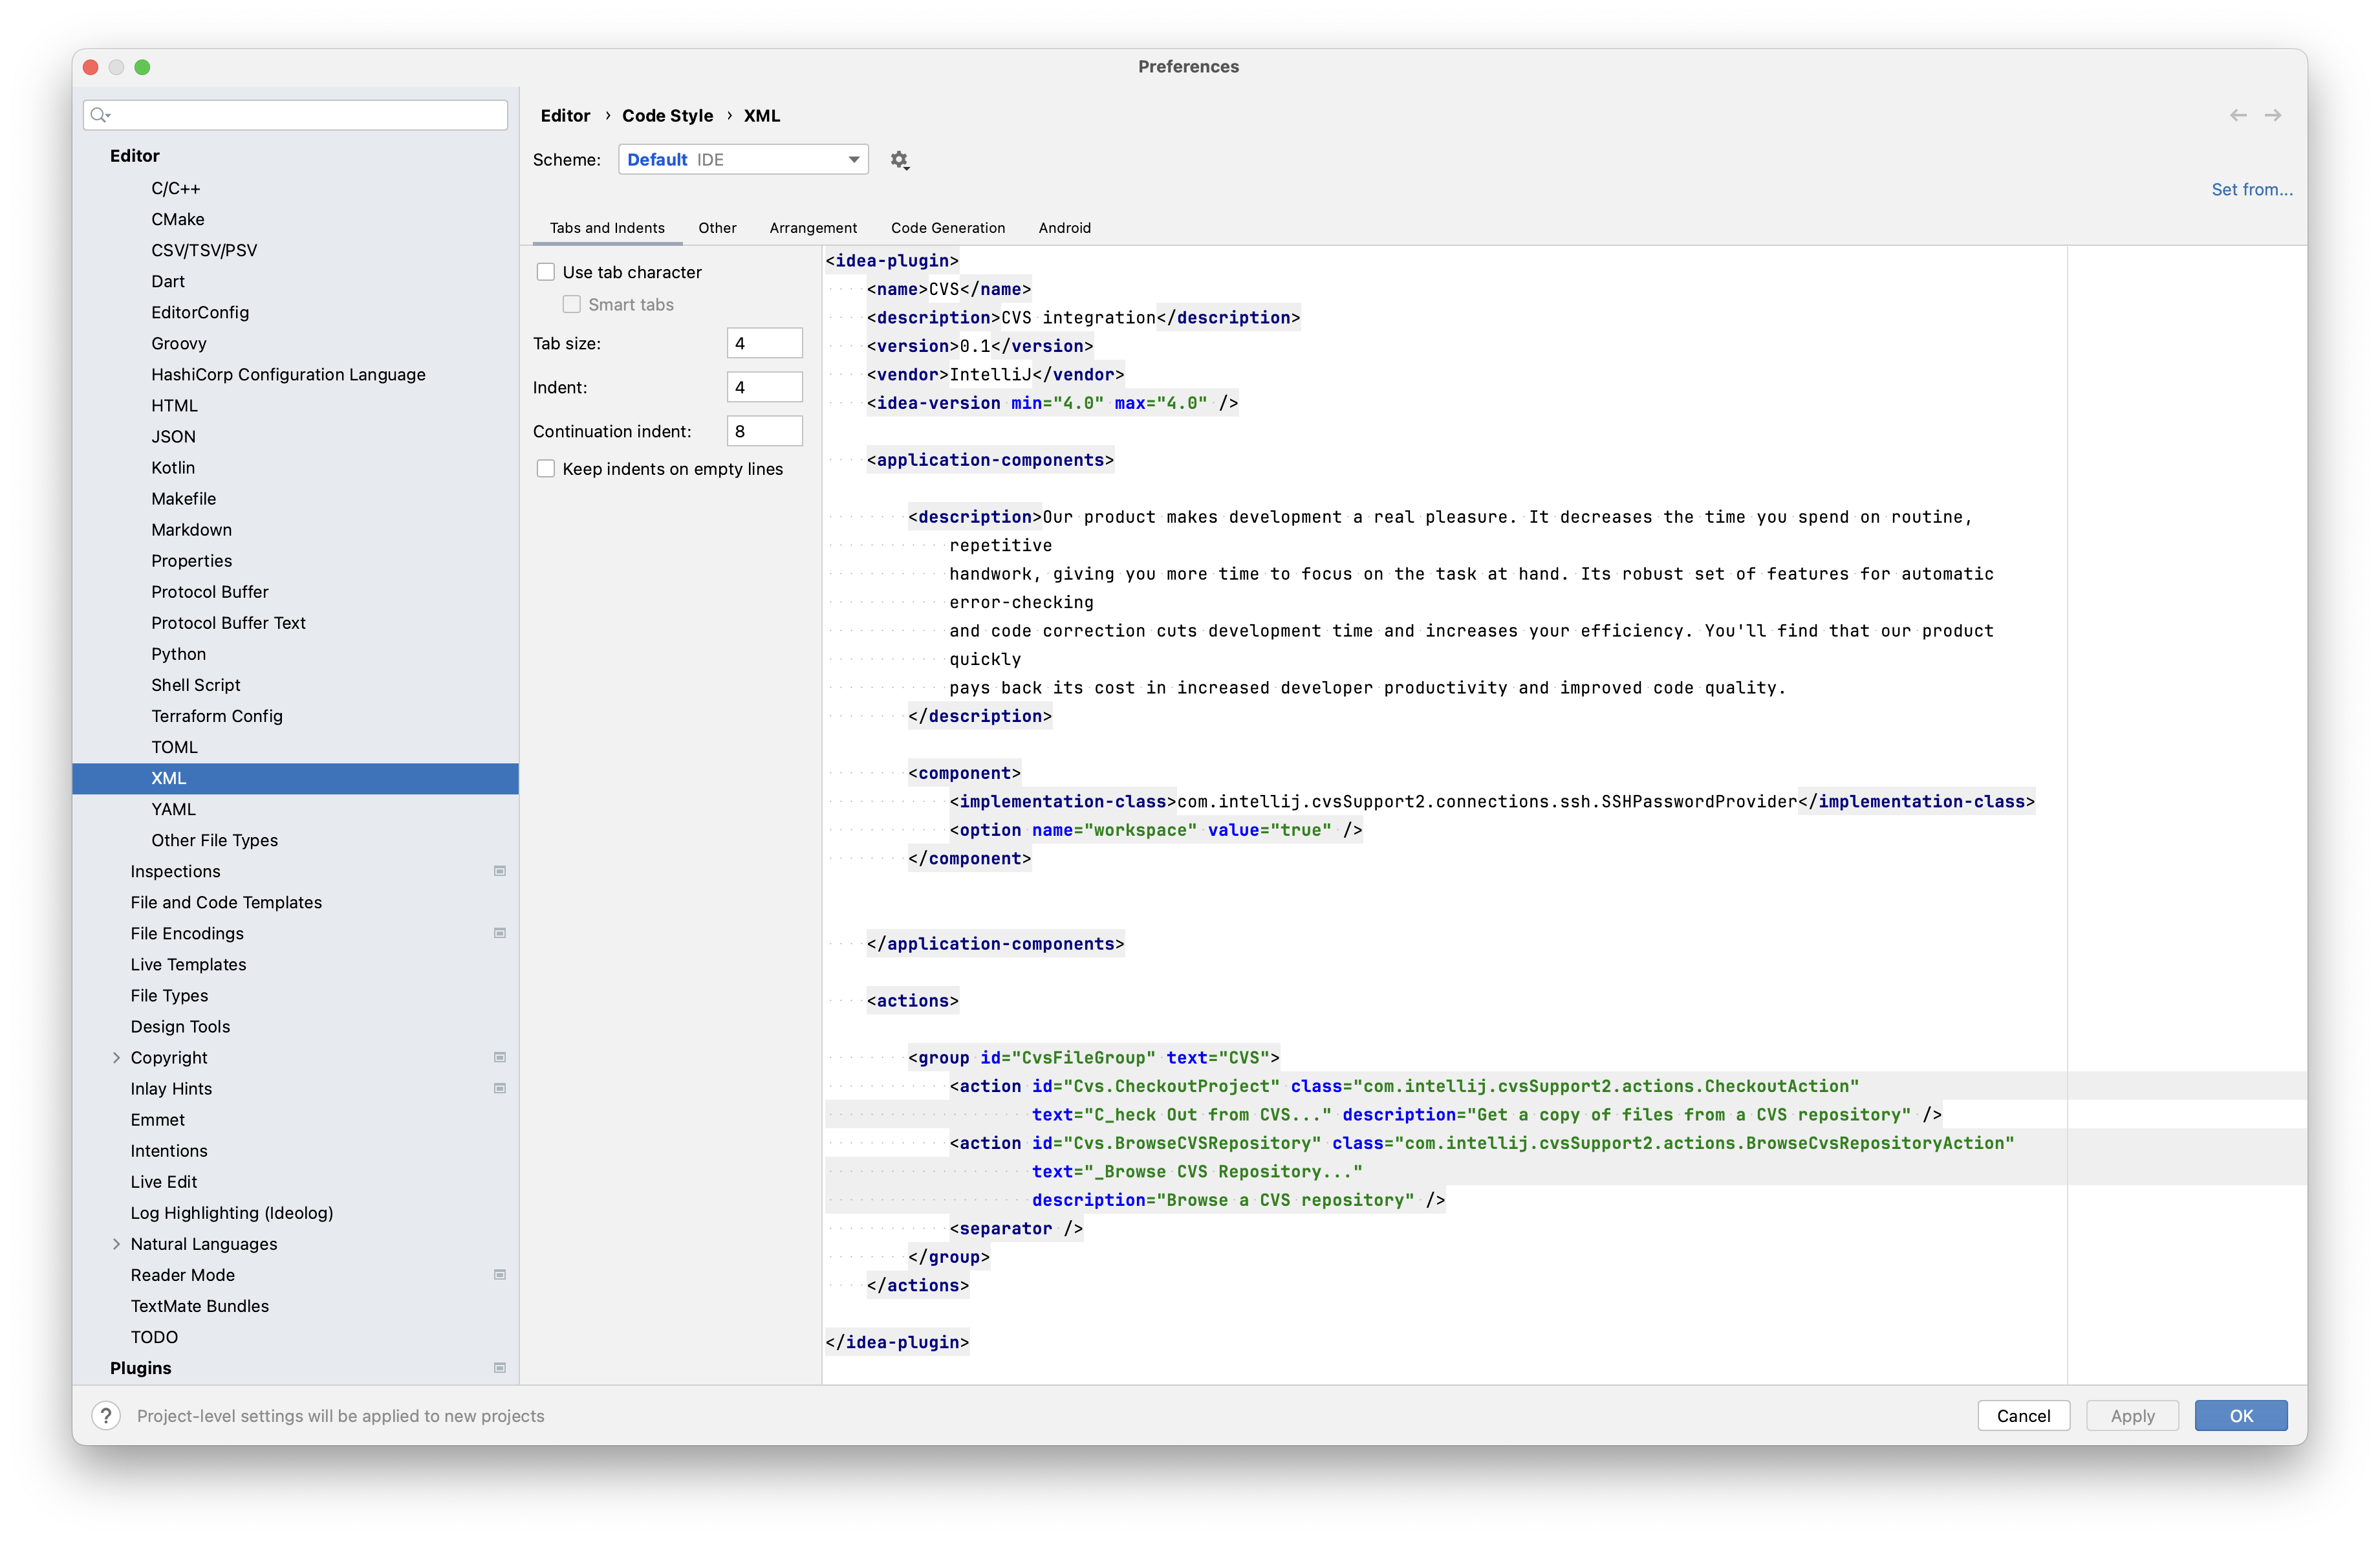 Preferences
Editor
C/C++
CMake
CSV/TSV/PSV
Dart
EditorConfig
Groovy
HashiCorp Configuration Language
HTML
JSON
Kotlin
Makefile
Markdown
Properties
Protocol Buffer
Protocol Buffer Text
Python
Shell Script
Terraform Config
TOML
XML
YAML
Other File Types
Inspections
File and Code Templates
File Encodings
Live Templates
File Types
Design Tools
Copyright
Inlay Hints
Emmet
Intentions
Live Edit
Log Highlighting (Ideolog)
Natural Languages
Reader Mode
TextMate Bundles
TODO
Plugins
Editor › Code Style › XML
Scheme: Default IDE
Set from...
Tabs and Indents Other Arrangement Code Generation Android
Use tab character
Smart tabs
Tab size: 4
Indent: 4
Continuation indent: 8
Keep indents on empty lines
<idea-plugin>
<name>CVS</name>
<description>CVS integration</description>
<version>0.1</version>
<vendor>IntelliJ</vendor>
<idea-version min="4.0" max="4.0" />
<application-components>
<description>Our product makes development a real pleasure. It decreases the time you spend on routine,
repetitive
handwork, giving you more time to focus on the task at hand. Its robust set of features for automatic
error-checking
and code correction cuts development time and increases your efficiency. You'll find that our product
quickly
pays back its cost in increased developer productivity and improved code quality.
</description>
<component>
<implementation-class>com.intellij.cvsSupport2.connections.ssh.SSHPasswordProvider</implementation-class>
<option name="workspace" value="true" />
</component>
</application-components>
<actions>
<group id="CvsFileGroup" text="CVS">
<action id="Cvs.CheckoutProject" class="com.intellij.cvsSupport2.actions.CheckoutAction"
text="C_heck Out from CVS..." description="Get a copy of files from a CVS repository" />
<action id="Cvs.BrowseCVSRepository" class="com.intellij.cvsSupport2.actions.BrowseCvsRepositoryAction"
text="_Browse CVS Repository..."
description="Browse a CVS repository" />
<separator />
</group>
</actions>
</idea-plugin>
? Project-level settings will be applied to new projects
Cancel Apply OK